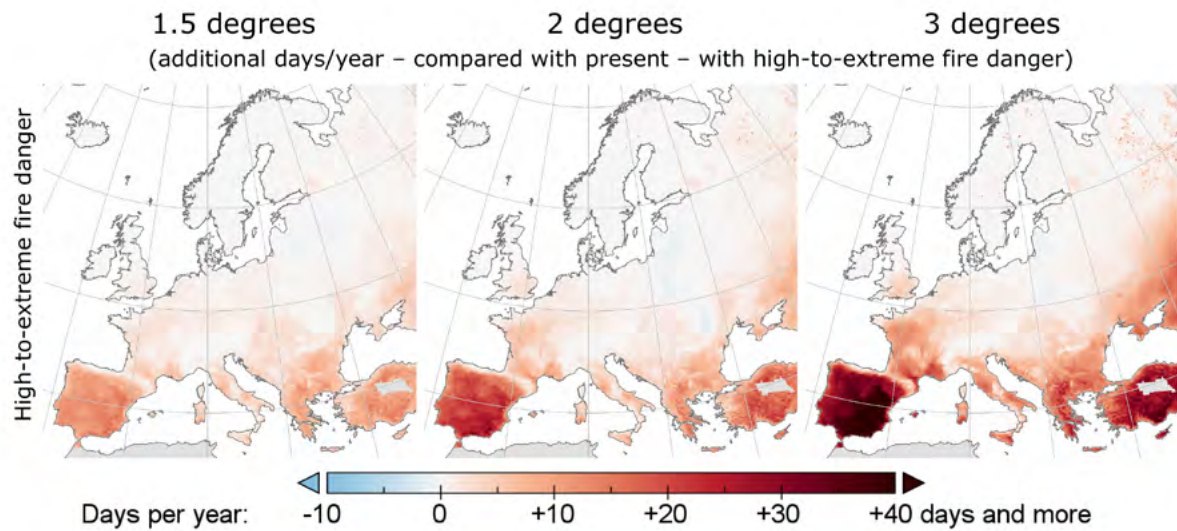 1.5 degrees 2 degrees 3 degrees
(additional days/year – compared with present – with high-to-extreme fire danger)
High-to-extreme fire danger
Days per year: -10 0 +10 +20 +30 +40 days and more